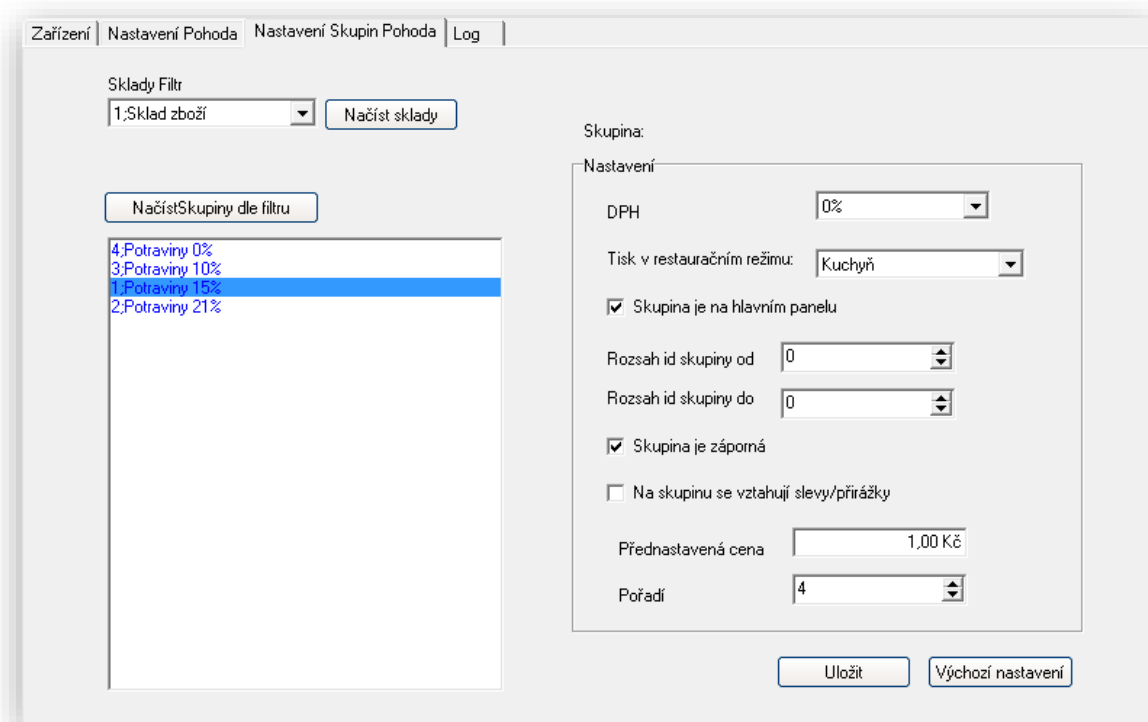 Zařízení Nastavení Pohoda Nastavení Skupin Pohoda Log
Sklady Filtr
1;Sklad zboží Načíst sklady
NačístSkupiny dle filtru
4;Potraviny 0%
3;Potraviny 10%
1;Potraviny 15%
2;Potraviny 21%
Skupina:
Nastavení
DPH 0%
Tisk v restauračním režimu: Kuchyň
Skupina je na hlavním panelu
Rozsah id skupiny od 0
Rozsah id skupiny do 0
Skupina je záporná
Na skupinu se vztahují slevy/přirážky
Přednastavená cena 1,00 Kč
Pořadí 4
Uložit Výchozí nastavení